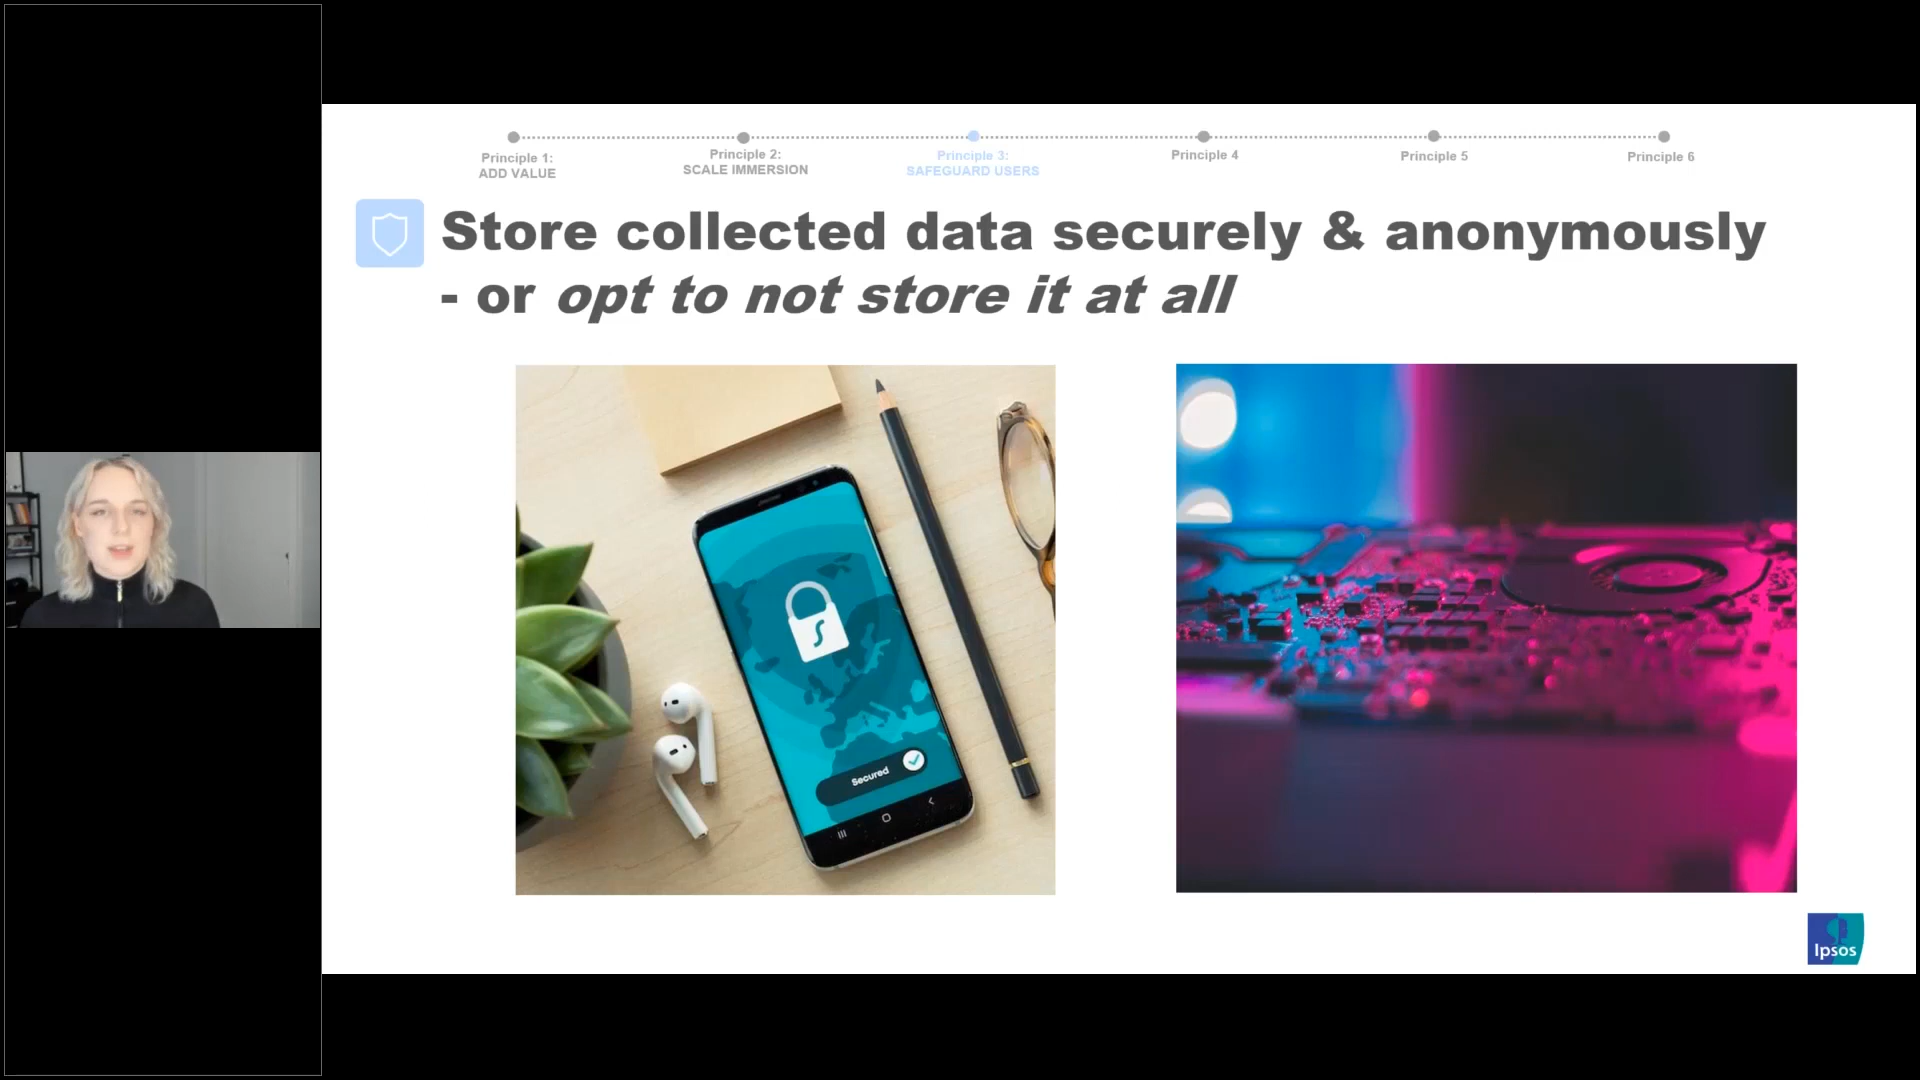 Principle 1:
ADD VALUE
Principle 2:
SCALE IMMERSION
Principle 3:
SAFEGUARD USERS
Principle 4
Principle 5
Principle 6
Store collected data securely & anonymously
- or opt to not store it at all
Secured
Ipsos